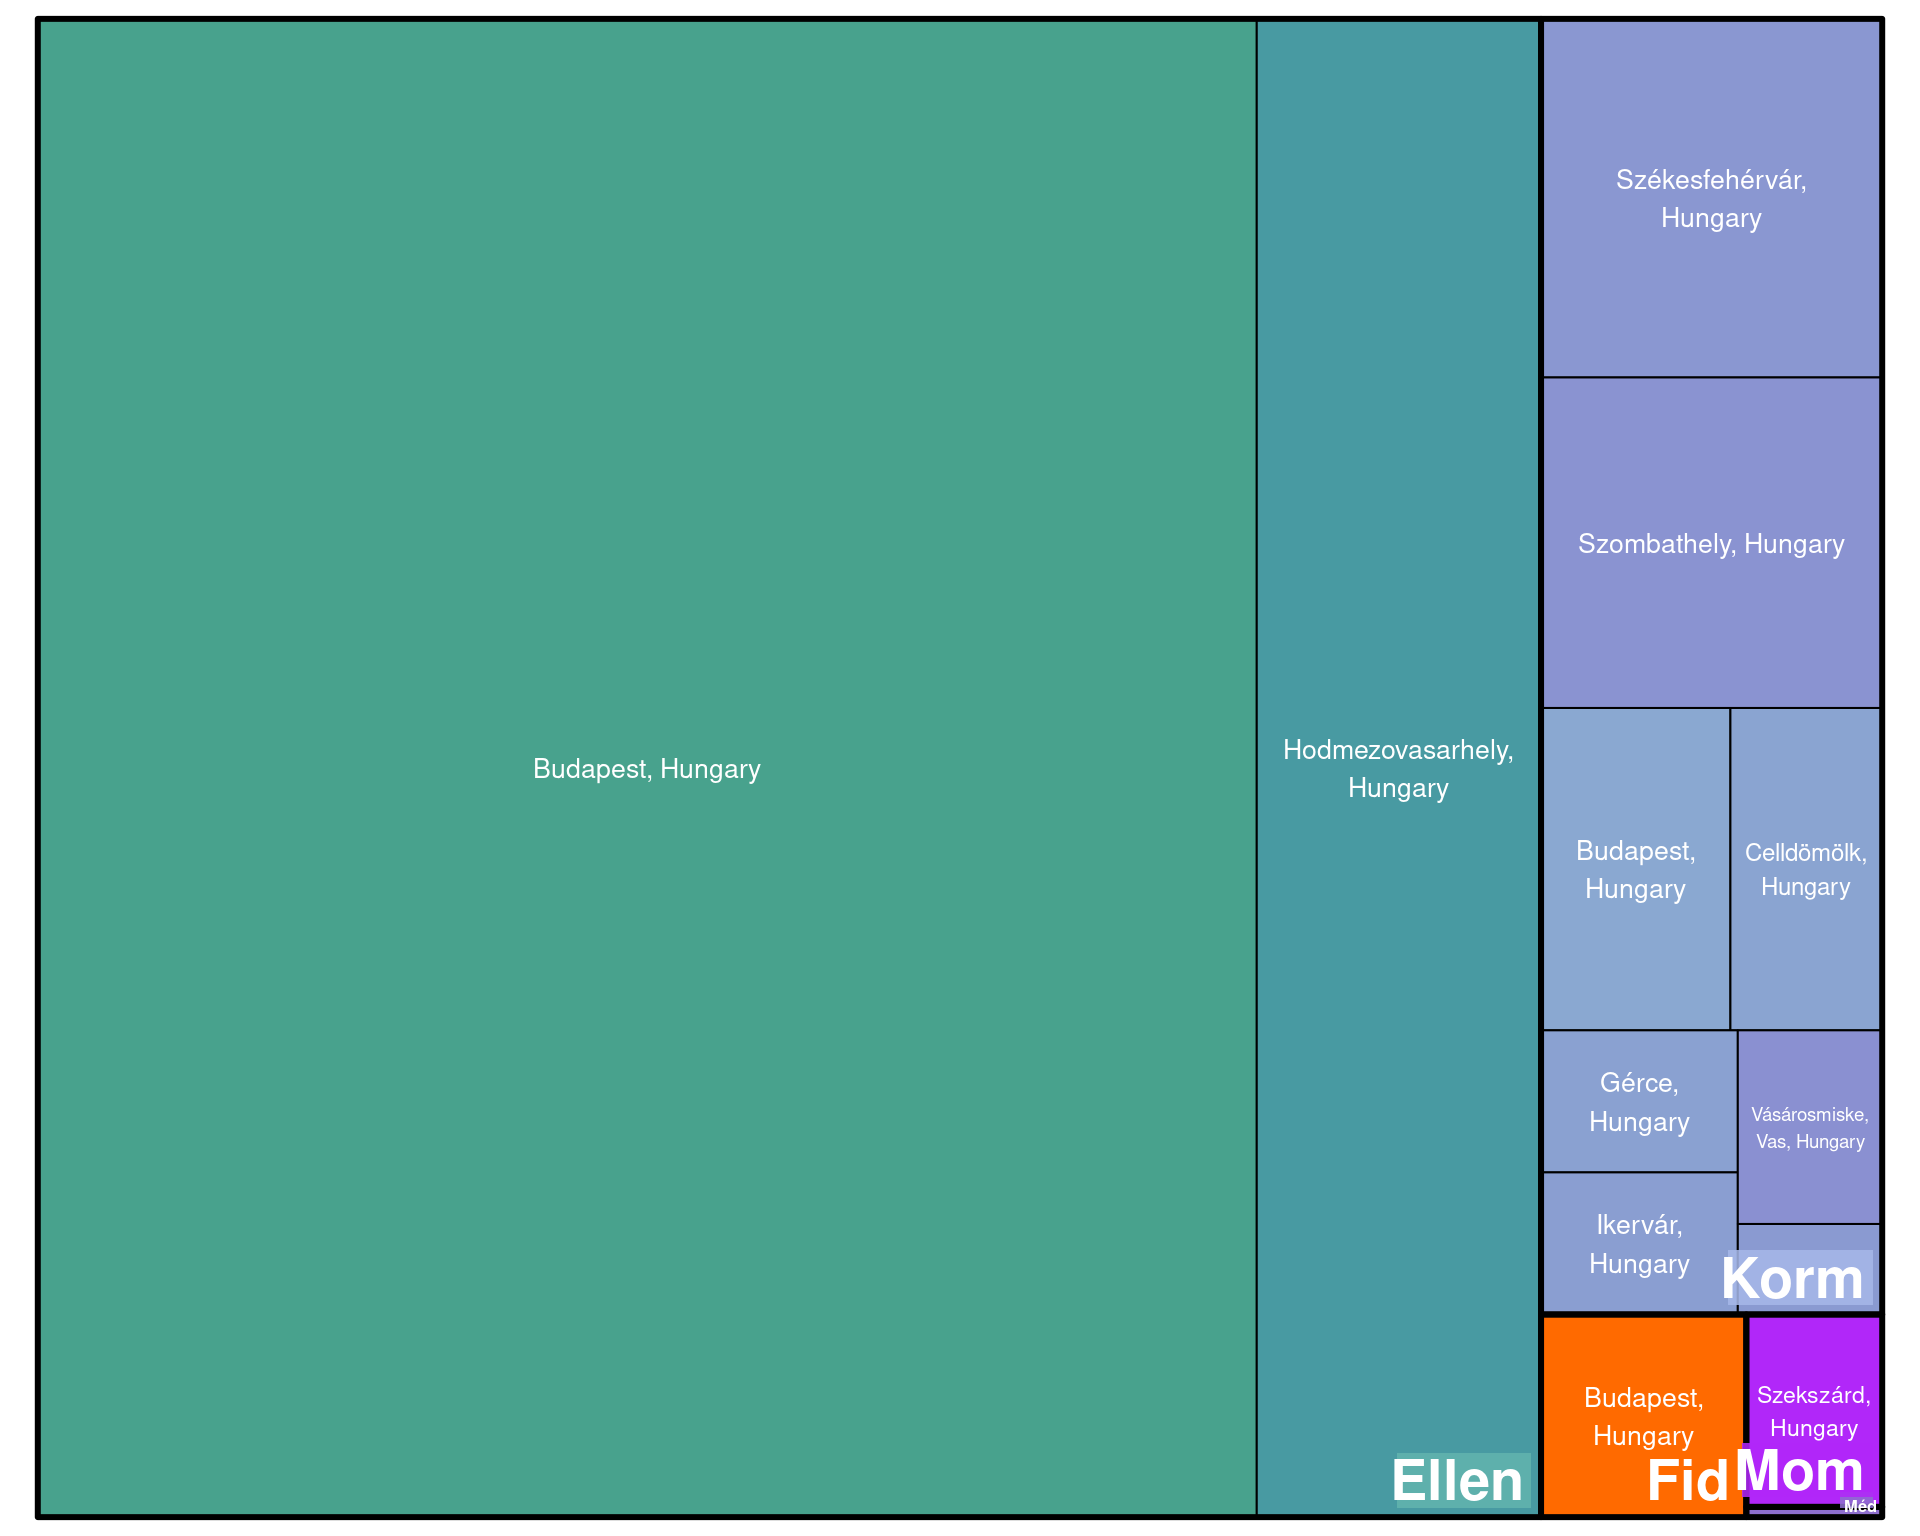 Budapest, Hungary
Hodmezovasarhely,
Hungary
Ellen
Székesfehérvár,
Hungary
Szombathely, Hungary
Budapest,
Hungary
Celldömölk,
Hungary
Gérce,
Hungary
Vásárosmiske,
Vas, Hungary
Ikervár,
Hungary
Korm
Budapest,
Hungary
Fid
Szekszárd,
Hungary
Mom
Méd